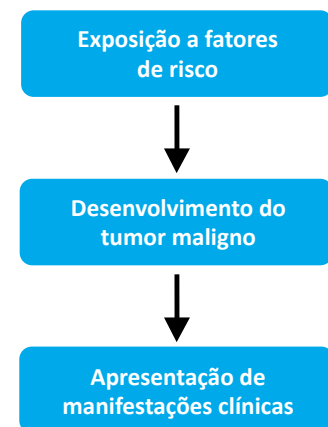 Exposição a fatores
de risco
Desenvolvimento do
tumor maligno
Apresentação de
manifestações clínicas